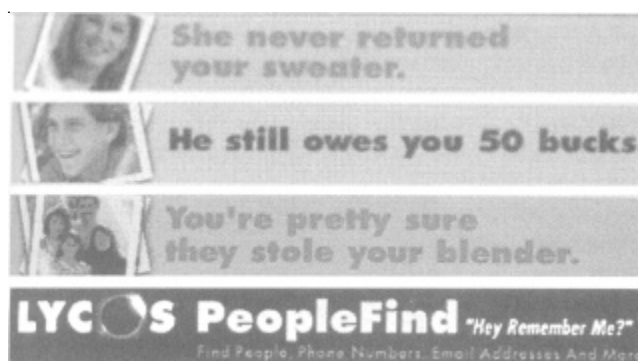 She never returned
your sweater.
He still owes you 50 bucks
You're pretty sure
they stole your blender.
LYCOS PeopleFind "Hey Remember Me?"
Find People, Phone Numbers, Email Addresses And Mo